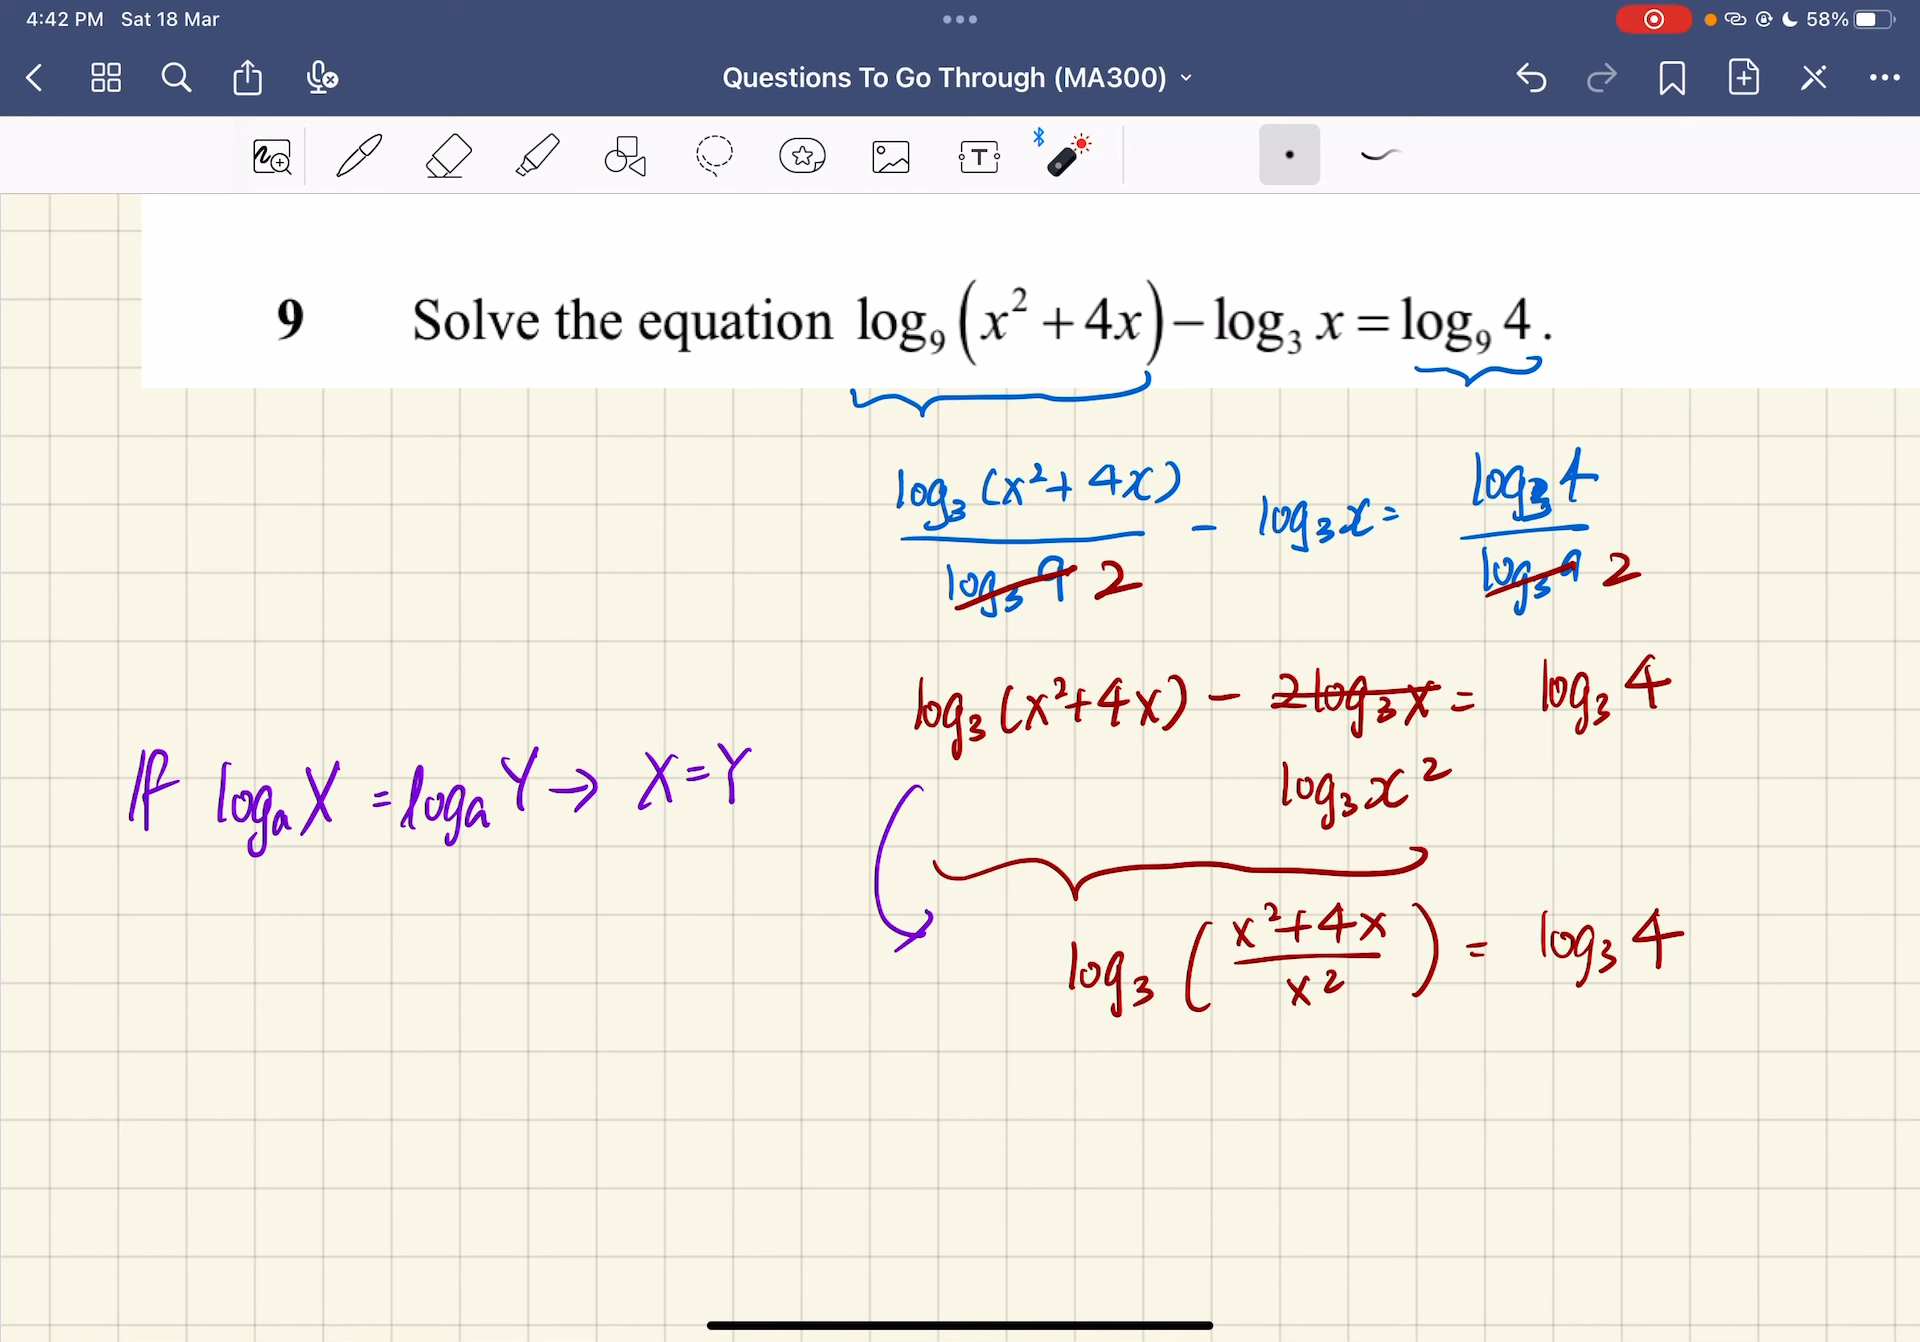 4:42 PM Sat 18 Mar
58%
Questions To Go Through (MA300)
T
9 Solve the equation log₉(x² + 4x) − log₃ x = log₉ 4.
log₃(x²+4x)/log₃9 2 − log₃x = log₃4/log₃9 2
log₃(x²+4x) − 2log₃x = log₃4
log₃x²
If logₐX = logₐY → X=Y
log₃((x²+4x)/x²) = log₃4